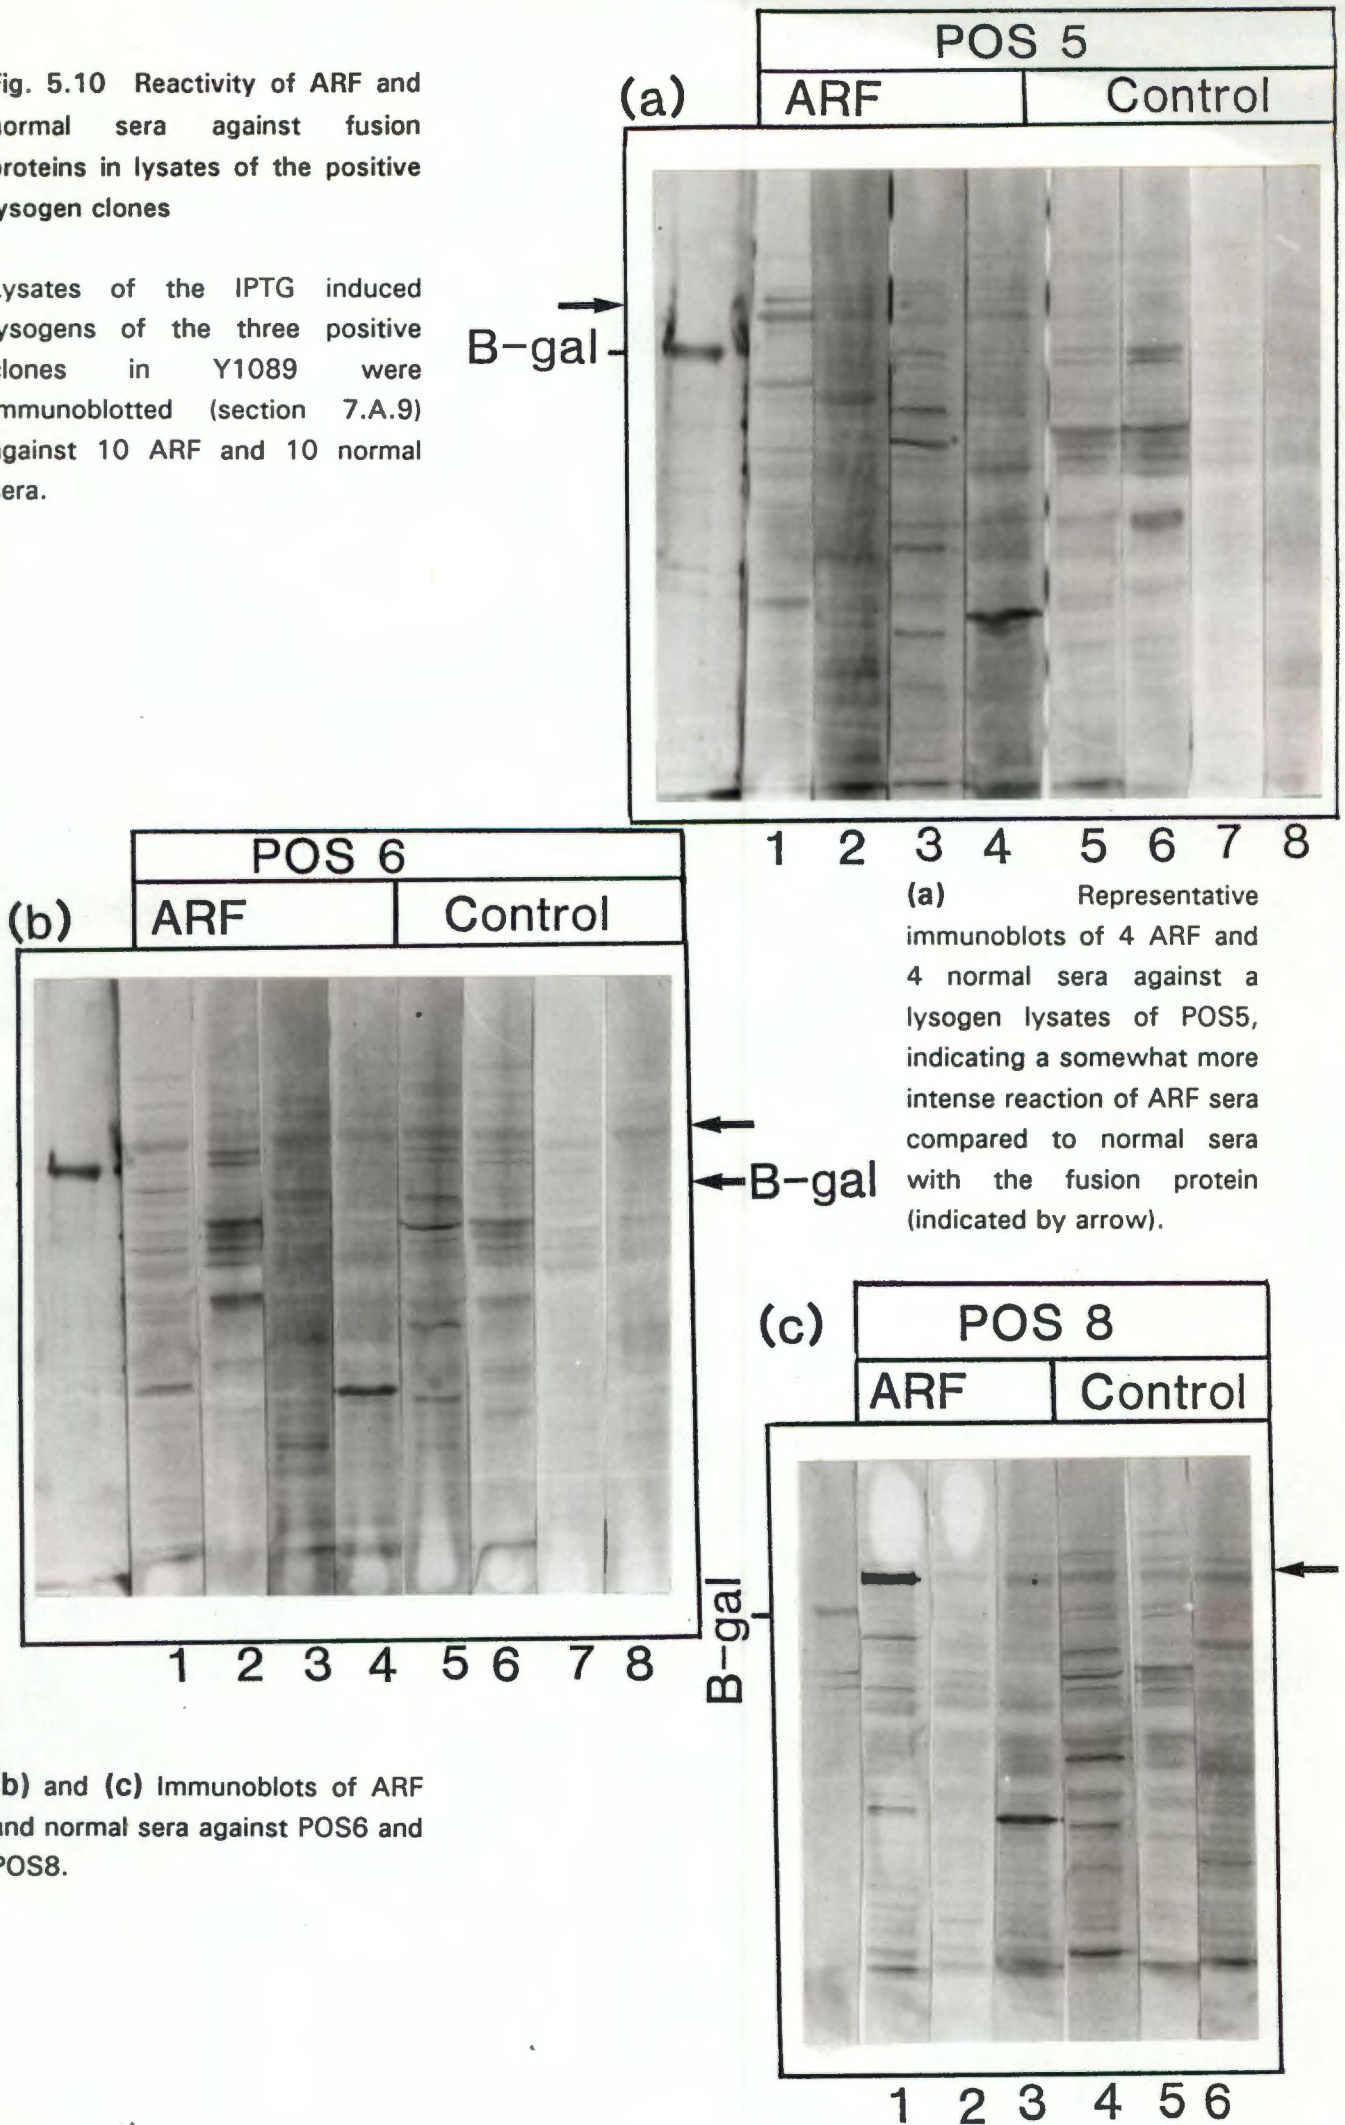 ig. 5.10 Reactivity of ARF and
ormal sera against fusion
roteins in lysates of the positive
ysogen clones
ysates of the IPTG induced
ysogens of the three positive
lones in Y1089 were
mmunoblotted (section 7.A.9)
gainst 10 ARF and 10 normal
era.
POS 5
(a) ARF Control
B-gal
1 2 3 4 5 6 7 8
(a) Representative
immunoblots of 4 ARF and
4 normal sera against a
lysogen lysates of POS5,
indicating a somewhat more
intense reaction of ARF sera
compared to normal sera
with the fusion protein
(indicated by arrow).
POS 6
(b) ARF Control
B-gal
1 2 3 4 5 6 7 8
b) and (c) Immunoblots of ARF
nd normal sera against POS6 and
POS8.
(c) POS 8
ARF Control
B-gal
1 2 3 4 5 6